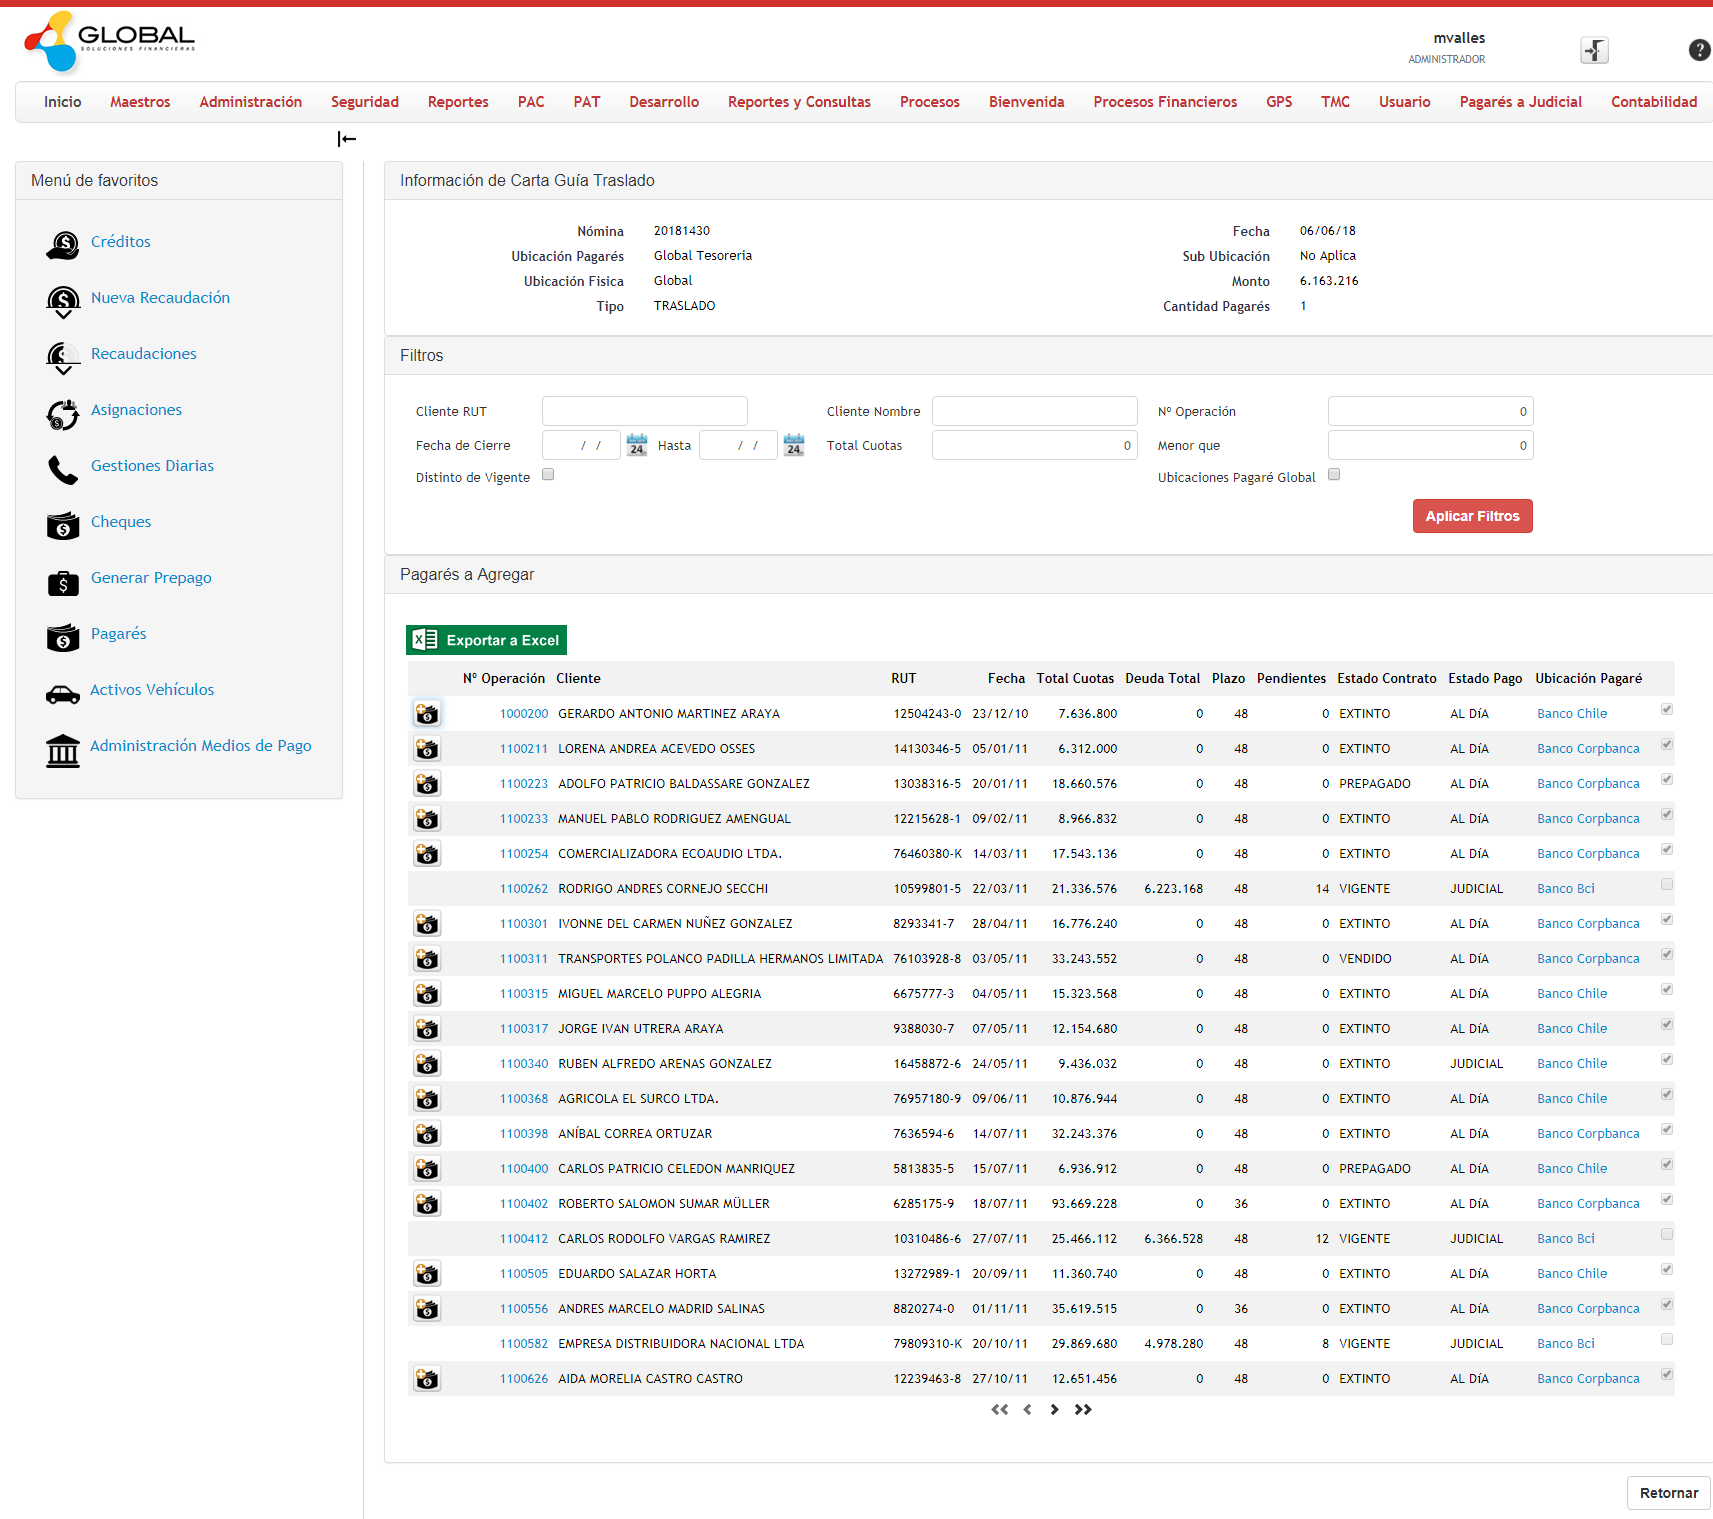 GLOBAL
SOLUCIONES FINANCIERAS
mvalles
ADMINISTRADOR
?
Inicio Maestros Administración Seguridad Reportes PAC PAT Desarrollo Reportes y Consultas Procesos Bienvenida Procesos Financieros GPS TMC Usuario Pagarés a Judicial Contabilidad
Menú de favoritos
Créditos
Nueva Recaudación
Recaudaciones
Asignaciones
Gestiones Diarias
Cheques
Generar Prepago
Pagarés
Activos Vehículos
Administración Medios de Pago
Información de Carta Guía Traslado
Nómina 20181430 Fecha 06/06/18
Ubicación Pagarés Global Tesoreria Sub Ubicación No Aplica
Ubicación Fisica Global Monto 6.163.216
Tipo TRASLADO Cantidad Pagarés 1
Filtros
Cliente RUT Cliente Nombre Nº Operación 0
Fecha de Cierre / / 24 Hasta / / 24 Total Cuotas 0 Menor que 0
Distinto de Vigente Ubicaciones Pagaré Global
Aplicar Filtros
Pagarés a Agregar
Exportar a Excel
Nº Operación Cliente RUT Fecha Total Cuotas Deuda Total Plazo Pendientes Estado Contrato Estado Pago Ubicación Pagaré
1000200 GERARDO ANTONIO MARTINEZ ARAYA 12504243-0 23/12/10 7.636.800 0 48 0 EXTINTO AL DíA Banco Chile
1100211 LORENA ANDREA ACEVEDO OSSES 14130346-5 05/01/11 6.312.000 0 48 0 EXTINTO AL DíA Banco Corpbanca
1100223 ADOLFO PATRICIO BALDASSARE GONZALEZ 13038316-5 20/01/11 18.660.576 0 48 0 PREPAGADO AL DíA Banco Corpbanca
1100233 MANUEL PABLO RODRIGUEZ AMENGUAL 12215628-1 09/02/11 8.966.832 0 48 0 EXTINTO AL DíA Banco Corpbanca
1100254 COMERCIALIZADORA ECOAUDIO LTDA. 76460380-K 14/03/11 17.543.136 0 48 0 EXTINTO AL DíA Banco Corpbanca
1100262 RODRIGO ANDRES CORNEJO SECCHI 10599801-5 22/03/11 21.336.576 6.223.168 48 14 VIGENTE JUDICIAL Banco Bci
1100301 IVONNE DEL CARMEN NUÑEZ GONZALEZ 8293341-7 28/04/11 16.776.240 0 48 0 EXTINTO AL DíA Banco Corpbanca
1100311 TRANSPORTES POLANCO PADILLA HERMANOS LIMITADA 76103928-8 03/05/11 33.243.552 0 48 0 VENDIDO AL DíA Banco Corpbanca
1100315 MIGUEL MARCELO PUPPO ALEGRIA 6675777-3 04/05/11 15.323.568 0 48 0 EXTINTO AL DíA Banco Chile
1100317 JORGE IVAN UTRERA ARAYA 9388030-7 07/05/11 12.154.680 0 48 0 EXTINTO AL DíA Banco Chile
1100340 RUBEN ALFREDO ARENAS GONZALEZ 16458872-6 24/05/11 9.436.032 0 48 0 EXTINTO JUDICIAL Banco Chile
1100368 AGRICOLA EL SURCO LTDA. 76957180-9 09/06/11 10.876.944 0 48 0 EXTINTO AL DíA Banco Chile
1100398 ANÍBAL CORREA ORTUZAR 7636594-6 14/07/11 32.243.376 0 48 0 EXTINTO AL DíA Banco Corpbanca
1100400 CARLOS PATRICIO CELEDON MANRIQUEZ 5813835-5 15/07/11 6.936.912 0 48 0 PREPAGADO AL DíA Banco Chile
1100402 ROBERTO SALOMON SUMAR MÜLLER 6285175-9 18/07/11 93.669.228 0 36 0 EXTINTO AL DíA Banco Corpbanca
1100412 CARLOS RODOLFO VARGAS RAMIREZ 10310486-6 27/07/11 25.466.112 6.366.528 48 12 VIGENTE JUDICIAL Banco Bci
1100505 EDUARDO SALAZAR HORTA 13272989-1 20/09/11 11.360.740 0 48 0 EXTINTO AL DíA Banco Chile
1100556 ANDRES MARCELO MADRID SALINAS 8820274-0 01/11/11 35.619.515 0 36 0 EXTINTO AL DíA Banco Corpbanca
1100582 EMPRESA DISTRIBUIDORA NACIONAL LTDA 79809310-K 20/10/11 29.869.680 4.978.280 48 8 VIGENTE JUDICIAL Banco Bci
1100626 AIDA MORELIA CASTRO CASTRO 12239463-8 27/10/11 12.651.456 0 48 0 EXTINTO AL DíA Banco Corpbanca
Retornar